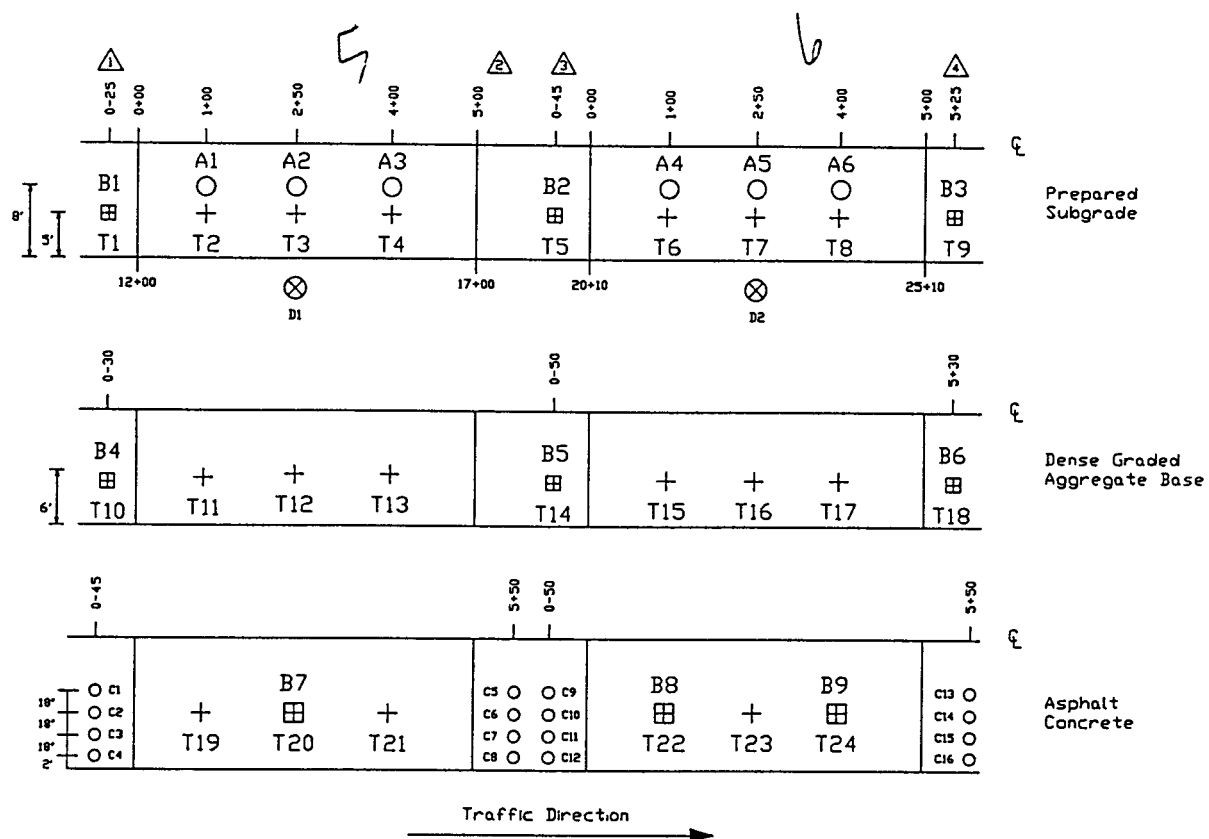 5 6
1 2 3 4
0-25 0+00 1+00 2+50 4+00 5+00 0-45 0+00 1+00 2+50 4+00 5+00 5+25
℄
A1 A2 A3 A4 A5 A6
B1 B2 B3
Prepared
Subgrade
8' 5'
T1 T2 T3 T4 T5 T6 T7 T8 T9
12+00 17+00 20+10 25+10
D1 D2
0-30 0-50 5+30
℄
B4 B5 B6
Dense Graded
Aggregate Base
6'
T10 T11 T12 T13 T14 T15 T16 T17 T18
0-45 5+50 0-50 5+50
℄
B7 B8 B9
C1 C5 C9 C13
18"
C2 C6 C10 C14
18"
C3 C7 C11 C15
18"
C4 C8 C12 C16
2'
Asphalt
Concrete
T19 T20 T21 T22 T23 T24
Traffic Direction